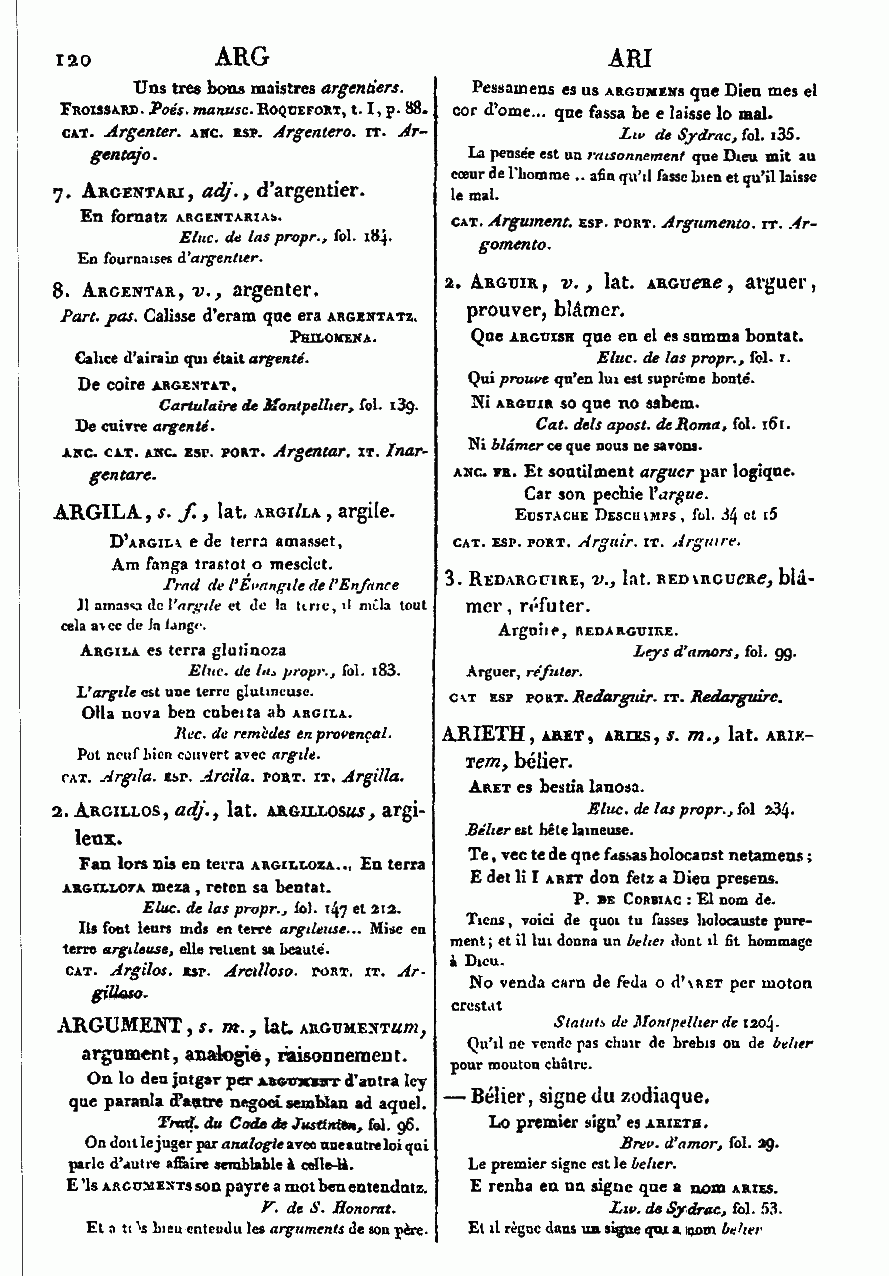 120 ARG ARI
Uns tres bons maistres argentiers.
FROISSARD. Poés. manusc. ROQUEFORT, t. I, p. 88.
CAT. Argenter. ANC. ESP. Argentero. IT. Ar-
gentajo.
7. ARGENTARI, adj., d'argentier.
En fornatz ARGENTARIAS.
Eluc. de las propr., fol. 184.
En fournaises d'argentier.
8. ARGENTAR, v., argenter.
Part. pas. Calisse d'eram que era ARGENTATZ.
PHILOMENA.
Calice d'airain qui était argenté.
De coire ARGENTAT.
Cartulaire de Montpellier, fol. 139.
De cuivre argenté.
ANC. CAT. ANC. ESP. PORT. Argentar. IT. Inar-
gentare.
ARGILA, s. f., lat. ARGILLA, argile.
D'ARGILA e de terra amasset,
Am fanga trastot o mesclet.
Trad de l'Évangile de l'Enfance
Il amassa de l'argile et de la terre, il mêla tout
cela avec de la fange.
ARGILA es terra glutinoza
Eluc. de las propr., fol. 183.
L'argile est une terre glutineuse.
Olla nova ben cubeita ab ARGILA.
Rec. de remèdes en provençal.
Pot neuf bien couvert avec argile.
CAT. Argila. ESP. Arcila. PORT. IT. Argilla.
2. ARGILLOS, adj., lat. ARGILLOSUS, argi-
leux.
Fan lors nis en terra ARGILLOZA... En terra
ARGILLOZA meza, reten sa beutat.
Eluc. de las propr., fol. 147 et 212.
Ils font leurs nids en terre argileuse... Mise en
terre argileuse, elle retient sa beauté.
CAT. Argilos. ESP. Arcilloso. PORT. IT. Ar-
gilloso.
ARGUMENT, s. m., lat. ARGUMENTUM,
argument, analogie, raisonnement.
On lo deu jutgar per ARGUMENT d'autra ley
que paraula d'autre negoci semblan ad aquel.
Trad. du Code de Justinien, fol. 96.
On doit le juger par analogie avec une autre loi qui
parle d'autre affaire semblable à celle-là.
E 'ls ARGUMENTS son payre a mot ben entendutz.
V. de S. Honorat.
Et a très bien entendu les arguments de son père.
Pessamens es us ARGUMENS que Dieu mes el
cor d'ome... que fassa be e laisse lo mal.
Liv de Sydrac, fol. 135.
La pensée est un raisonnement que Dieu mit au
cœur de l'homme .. afin qu'il fasse bien et qu'il laisse
le mal.
CAT. Argument. ESP. PORT. Argumento. IT. Ar-
gomento.
2. ARGUIR, v., lat. ARGUERE, arguer,
prouver, blâmer.
Que ARGUISH que en el es summa bontat.
Eluc. de las propr., fol. 1.
Qui prouve qu'en lui est suprême bonté.
Ni ARGUIR so que no sabem.
Cat. dels apost. de Roma, fol. 161.
Ni blâmer ce que nous ne savons.
ANC. FR. Et soutilment arguer par logique.
Car son pechie l'argue.
EUSTACHE DESCHAMPS, fol. 34 et 15
CAT. ESP. PORT. Arguir. IT. Arguire.
3. REDARGUIRE, v., lat. REDARGUERE, blâ-
mer, réfuter.
Arguire, REDARGUIRE.
Leys d'amors, fol. 99.
Arguer, réfuter.
CAT ESP PORT. Redarguir. IT. Redarguire.
ARIETH, ARET, ARIES, s. m., lat. ARIE-
TEM, bélier.
ARET es bestia lanosa.
Eluc. de las propr., fol 234.
Bélier est bête laineuse.
Te, vec te de que fassas holocaust netamens;
E det li I ARET don fetz a Dieu presens.
P. DE CORBIAC : El nom de.
Tiens, voici de quoi tu fasses holocauste pure-
ment; et il lui donna un belier dont il fit hommage
à Dieu.
No venda carn de feda o d'ARET per moton
crestat
Statuts de Montpellier de 1204.
Qu'il ne vende pas chair de brebis ou de belier
pour mouton châtre.
— Bélier, signe du zodiaque.
Lo premier sign' es ARIETH.
Brev. d'amor, fol. 29.
Le premier signe est le belier.
E renha en un signe que a nom ARIES.
Liv. de Sydrac, fol. 53.
Et il règne dans un signe qui a nom belier